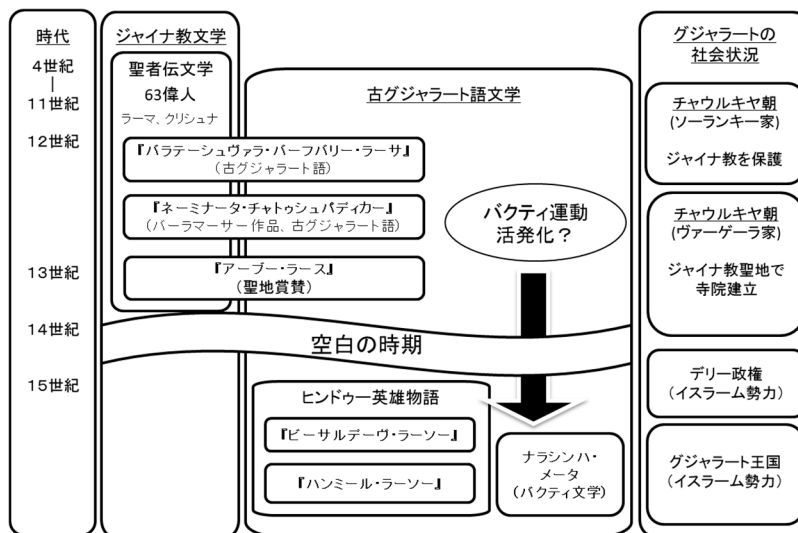 時代
4世紀
|
11世紀
12世紀
13世紀
14世紀
15世紀
ジャイナ教文学
聖者伝文学
63偉人
ラーマ、クリシュナ
古グジャラート語文学
『バラテーシュヴァラ・バーフバリー・ラーサ』
（古グジャラート語）
『ネーミナータ・チャトゥシュパディカー』
（バーラマーサー作品、古グジャラート語）
『アーブー・ラース』
（聖地賞賛）
バクティ運動
活発化？
空白の時期
ヒンドゥー英雄物語
『ビーサルデーヴ・ラーソー』
『ハンミール・ラーソー』
ナラシンハ・
メータ
（バクティ文学）
グジャラートの
社会状況
チャウルキヤ朝
(ソーランキー家)
ジャイナ教を保護
チャウルキヤ朝
(ヴァーゲーラ家)
ジャイナ教聖地で
寺院建立
デリー政権
（イスラーム勢力）
グジャラート王国
（イスラーム勢力）